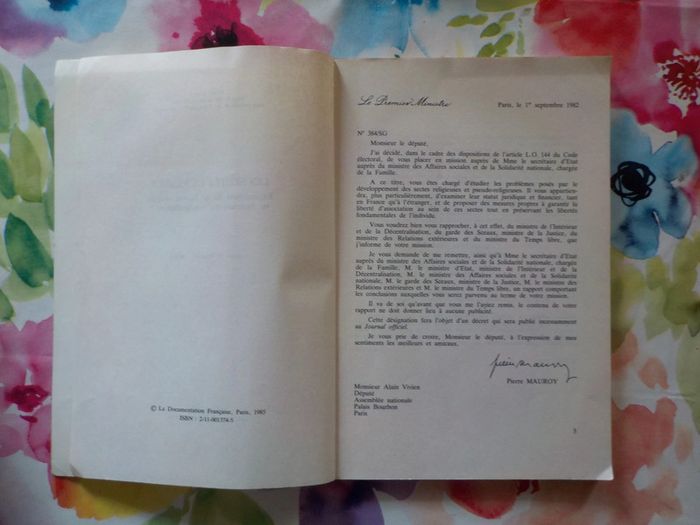 © La Documentation Française, Paris, 1985
ISBN : 2-11-001374-5
Le Premier Ministre
Paris, le 1er septembre 1982
N° 384/SG
Monsieur le député,
J'ai décidé, dans le cadre des dispositions de l'article L.O. 144 du Code
électoral, de vous placer en mission auprès de Mme le secrétaire d'Etat
auprès du ministre des Affaires sociales et de la Solidarité nationale, chargée
de la Famille.
A ce titre, vous êtes chargé d'étudier les problèmes posés par le
développement des sectes religieuses et pseudo-religieuses. Il vous appartien-
dra, plus particulièrement, d'examiner leur statut juridique et financier, tant
en France qu'à l'étranger, et de proposer des mesures propres à garantir la
liberté d'association au sein de ces sectes tout en préservant les libertés
fondamentales de l'individu.
Vous voudrez bien vous rapprocher, à cet effet, du ministre de l'Intérieur
et de la Décentralisation, du garde des Sceaux, ministre de la Justice, du
ministre des Relations extérieures et du ministre du Temps libre, que
j'informe de votre mission.
Je vous demande de me remettre, ainsi qu'à Mme le secrétaire d'Etat
auprès du ministre des Affaires sociales et de la Solidarité nationale, chargée
de la Famille, M. le ministre d'Etat, ministre de l'Intérieur et de la
Décentralisation, M. le ministre des Affaires sociales et de la Solidarité
nationale, M. le garde des Sceaux, ministre de la Justice, M. le ministre des
Relations extérieures et M. le ministre du Temps libre, un rapport comportant
les conclusions auxquelles vous serez parvenu au terme de votre mission.
Il va de soi qu'avant que vous me l'ayiez remis, le contenu de votre
rapport ne doit donner lieu à aucune publicité.
Cette désignation fera l'objet d'un décret qui sera publié incessamment
au Journal officiel.
Je vous prie de croire, Monsieur le député, à l'expression de mes
sentiments les meilleurs et amicaux.
Pierre Mauroy
Pierre MAUROY
Monsieur Alain Vivien
Député
Assemblée nationale
Palais Bourbon
Paris
5